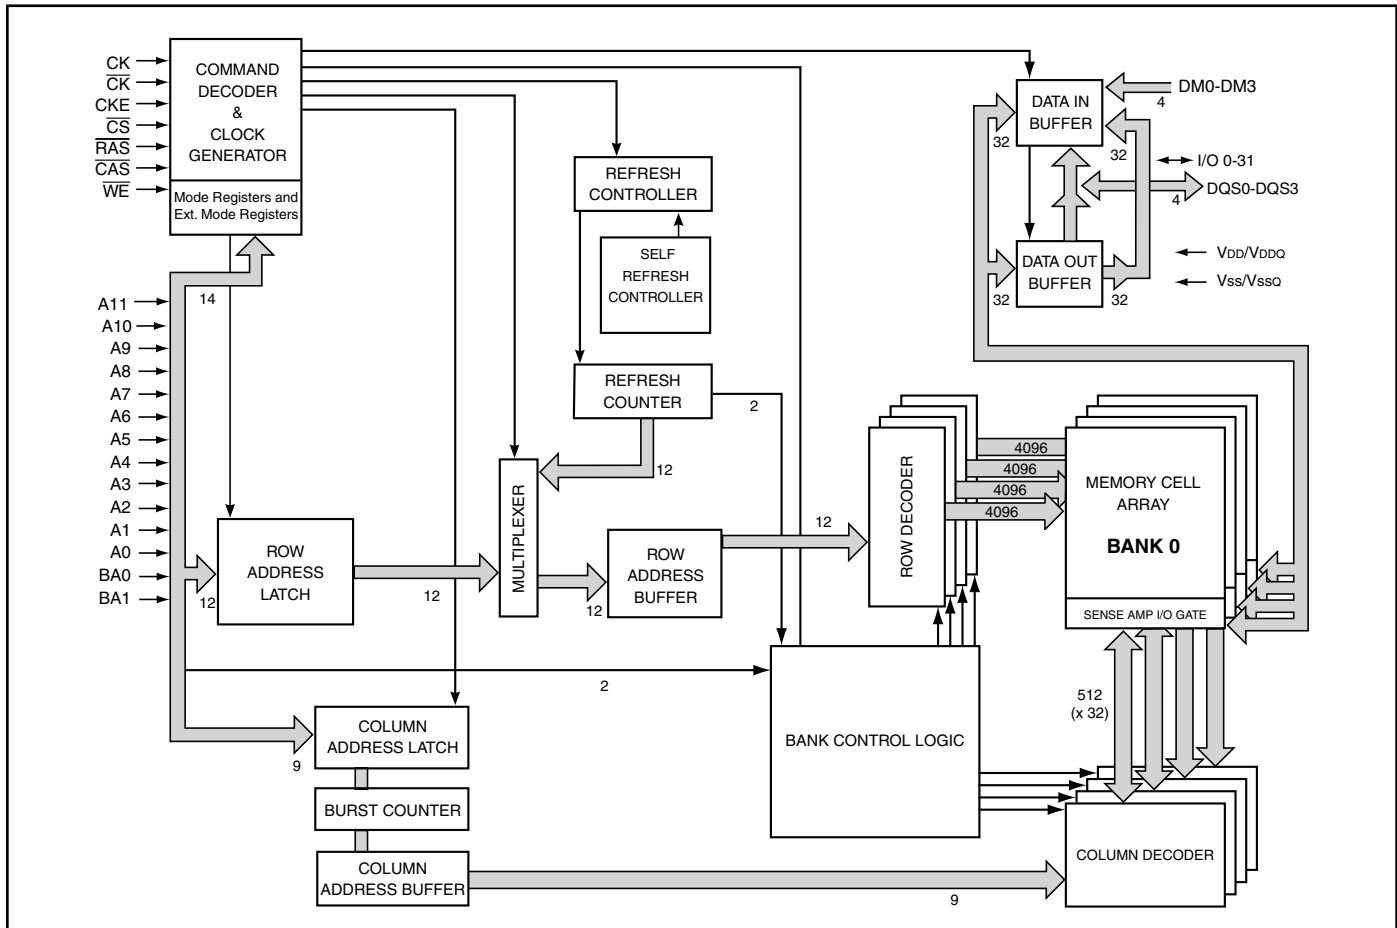 CK
CK
CKE
CS
RAS
CAS
WE
COMMAND
DECODER
&
CLOCK
GENERATOR
Mode Registers and
Ext. Mode Registers
14
A11
A10
A9
A8
A7
A6
A5
A4
A3
A2
A1
A0
BA0
BA1
12
ROW
ADDRESS
LATCH
12
MULTIPLEXER
12
REFRESH
CONTROLLER
SELF
REFRESH
CONTROLLER
REFRESH
COUNTER
2
12
ROW
ADDRESS
BUFFER
12
ROW DECODER
4096
4096
4096
4096
MEMORY CELL
ARRAY
BANK 0
SENSE AMP I/O GATE
DATA IN
BUFFER
DM0-DM3
4
32
32
I/O 0-31
DQS0-DQS3
4
DATA OUT
BUFFER
32
32
VDD/VDDQ
Vss/VssQ
2
BANK CONTROL LOGIC
512
(x 32)
9
COLUMN
ADDRESS LATCH
BURST COUNTER
COLUMN
ADDRESS BUFFER
9
COLUMN DECODER